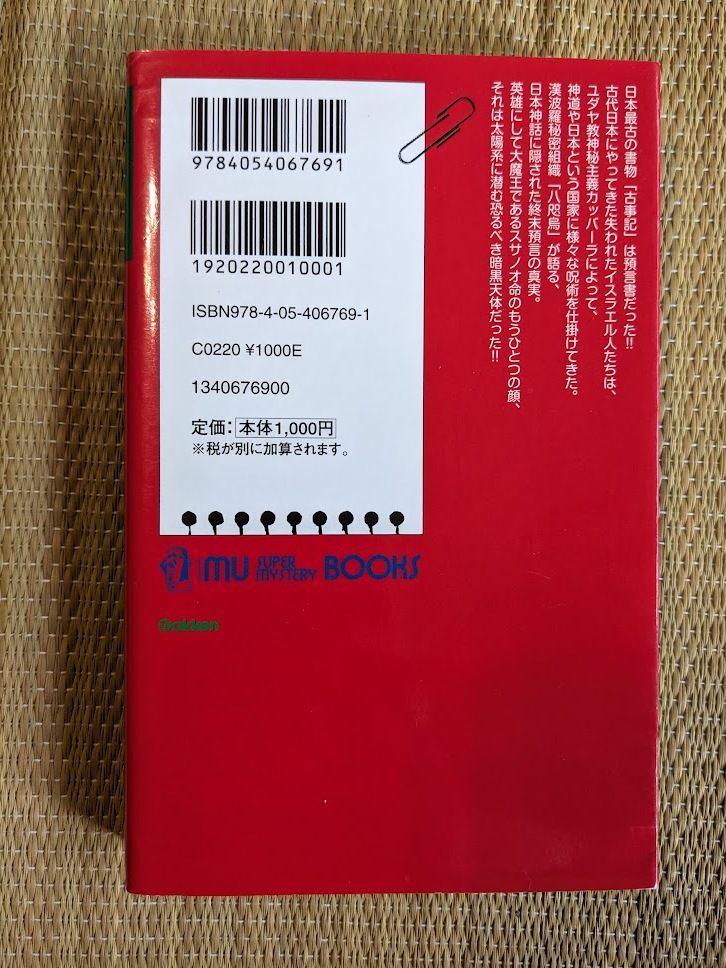 日本最古の書物「古事記」は預言書だった!!
古代日本にやってきた失われたイスラエル人たちは、
ユダヤ教神秘主義カッバーラによって、
神道や日本という国家に様々な呪術を仕掛けてきた。
漢波羅秘密組織「八咫烏」が語る、
日本神話に隠された終末預言の真実。
英雄にして大魔王であるスサノオ命のもうひとつの顔、
それは太陽系に潜む恐るべき暗黒天体だった!!
9784054067691
1920220010001
ISBN978-4-05-406769-1
C0220 ¥1000E
1340676900
定価：本体1,000円
※税が別に加算されます。
MU SUPER MYSTERY BOOKS
Gakken